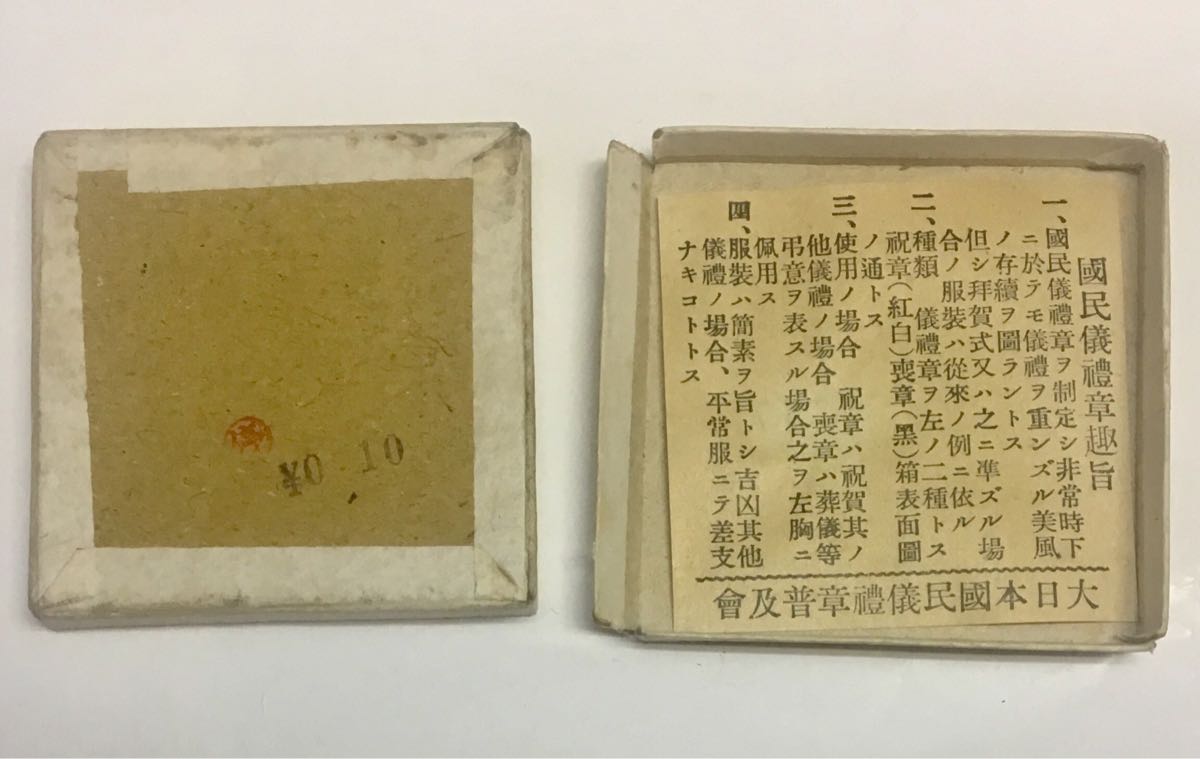 ¥0 10
國民儀禮章趣旨
一、國民儀禮章ヲ制定シ非常時下
ニ於テモ儀禮ヲ重ンズル美風
ノ存續ヲ圖ラントス
但シ拜賀式又ハ之ニ準ズル場
合ノ服裝ハ從來ノ例ニ依ル
二、種類 儀禮章ヲ左ノ二種トス
祝章(紅白)喪章(黑)箱表面圖
ノ通トス
三、使用ノ場合 祝章ハ祝賀其ノ
他儀禮ノ場合 喪章ハ葬儀等
弔意ヲ表スル場合之ヲ左胸ニ
佩用ス
四、服裝ハ簡素ヲ旨トシ吉凶其他
儀禮ノ場合、平常服ニテ差支
ナキコトトス
大日本國民儀禮章普及會